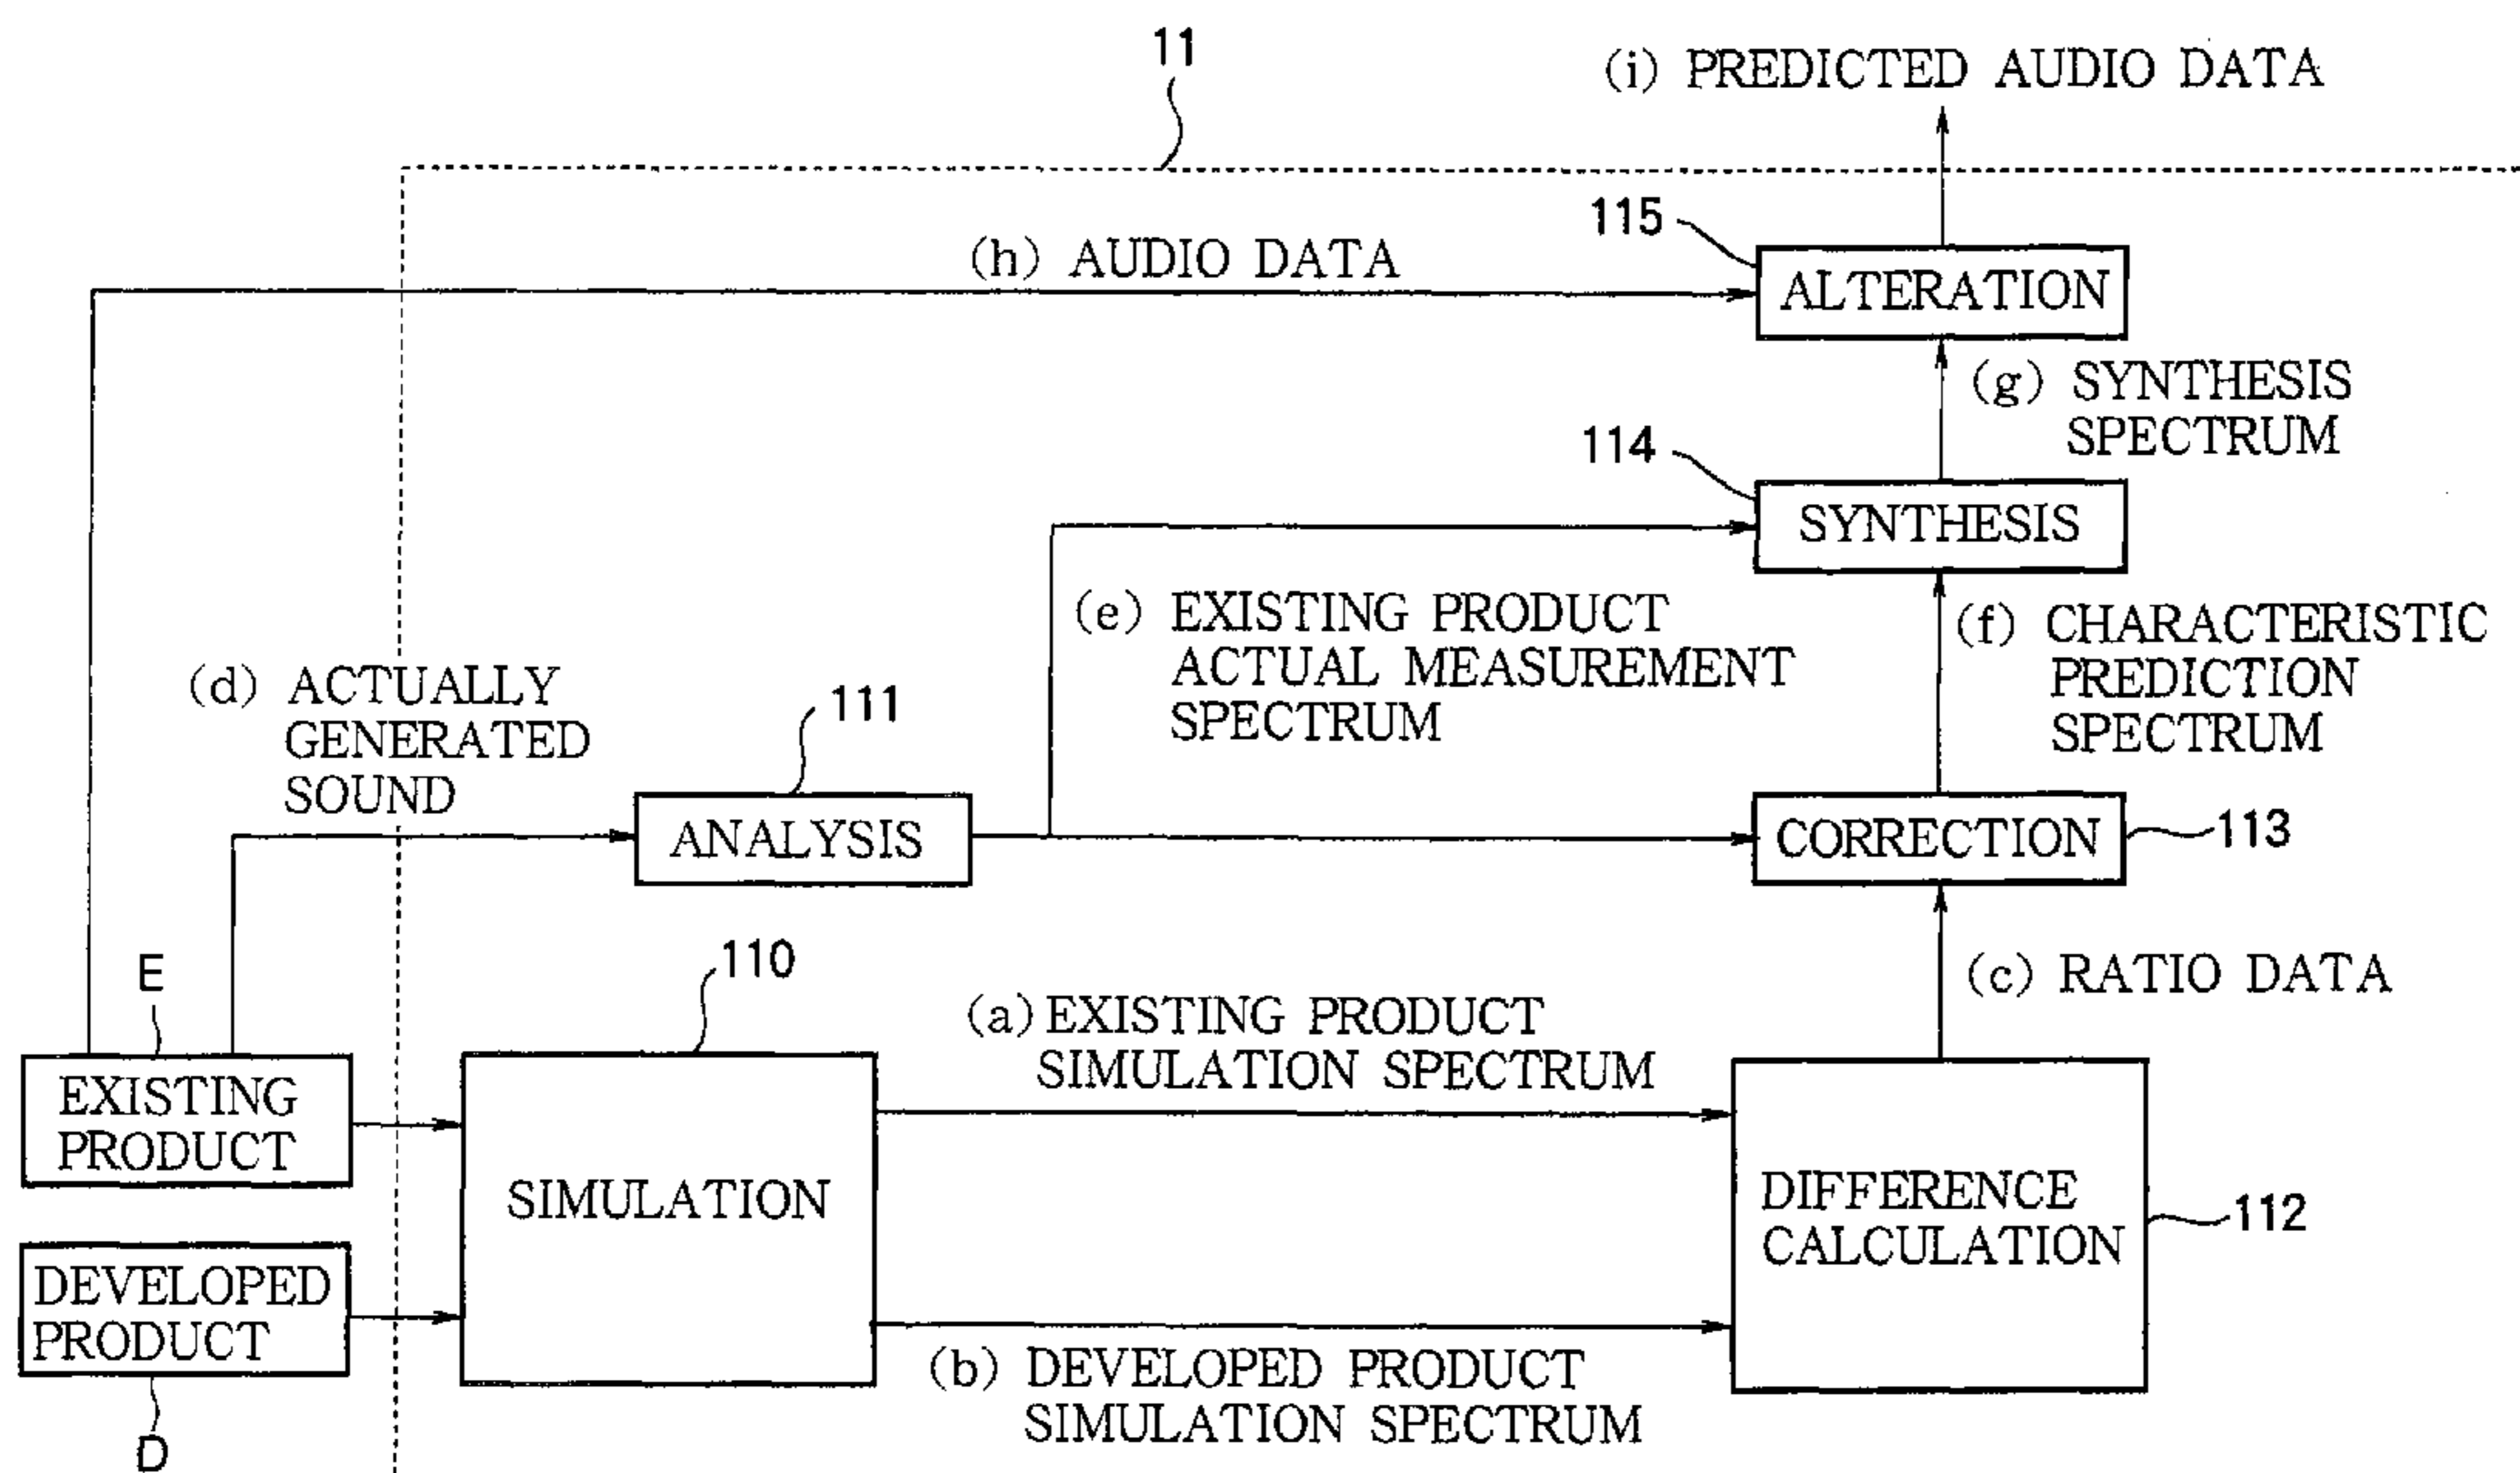 11
(i) PREDICTED AUDIO DATA
115
(h) AUDIO DATA
ALTERATION
(g) SYNTHESIS
SPECTRUM
114
SYNTHESIS
(e) EXISTING PRODUCT
ACTUAL MEASUREMENT
SPECTRUM
(f) CHARACTERISTIC
PREDICTION
SPECTRUM
(d) ACTUALLY
GENERATED
SOUND
111
ANALYSIS
CORRECTION
113
E
110
(c) RATIO DATA
(a) EXISTING PRODUCT
SIMULATION SPECTRUM
EXISTING
PRODUCT
SIMULATION
DIFFERENCE
CALCULATION
112
DEVELOPED
PRODUCT
(b) DEVELOPED PRODUCT
SIMULATION SPECTRUM
D